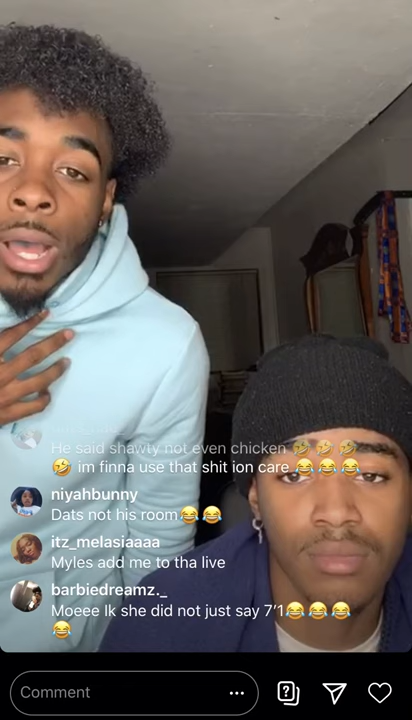 He said shawty not even chicken 🤣🤣🤣
🤣 im finna use that shit ion care 😂😂😂
niyahbunny
Dats not his room😂😂
itz_melasiaaaa
Myles add me to tha live
barbiedreamz._
Moeee Ik she did not just say 7'1😂😂😂
😂
Comment